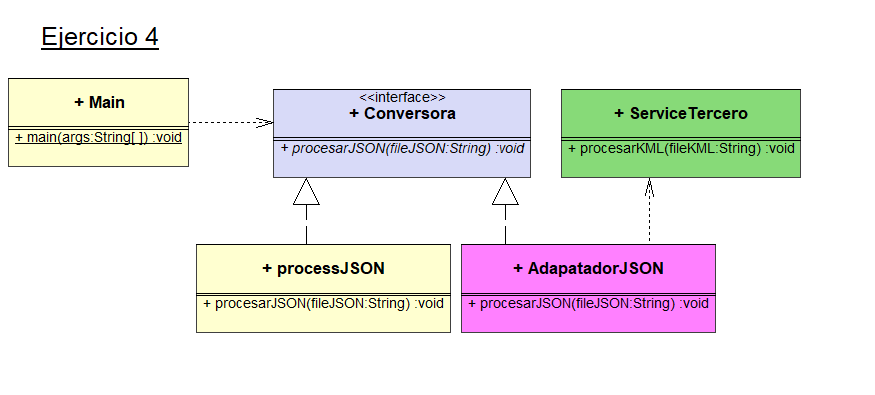 Ejercicio 4
+ Main
+ main(args:String[ ]) :void
<<interface>>
+ Conversora
+ procesarJSON(fileJSON:String) :void
+ ServiceTercero
+ procesarKML(fileKML:String) :void
+ processJSON
+ procesarJSON(fileJSON:String) :void
+ AdapatadorJSON
+ procesarJSON(fileJSON:String) :void